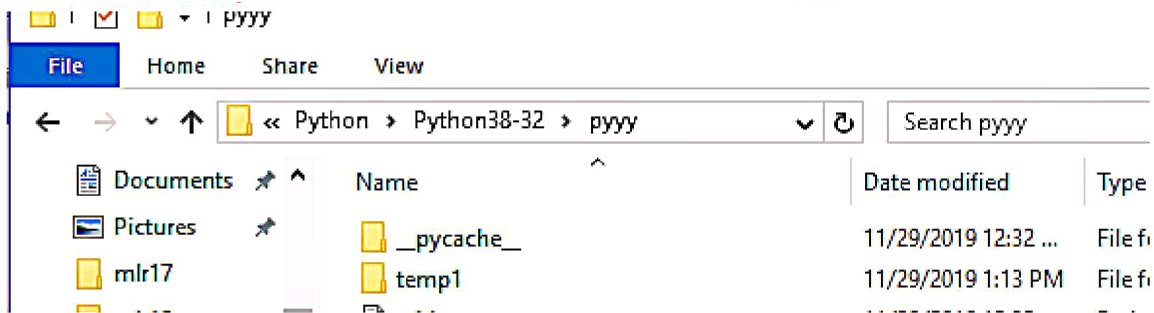 pyyy
File Home Share View
« Python › Python38-32 › pyyy Search pyyy
Documents Name Date modified Type
Pictures
__pycache__ 11/29/2019 12:32 ...
mlr17
temp1 11/29/2019 1:13 PM